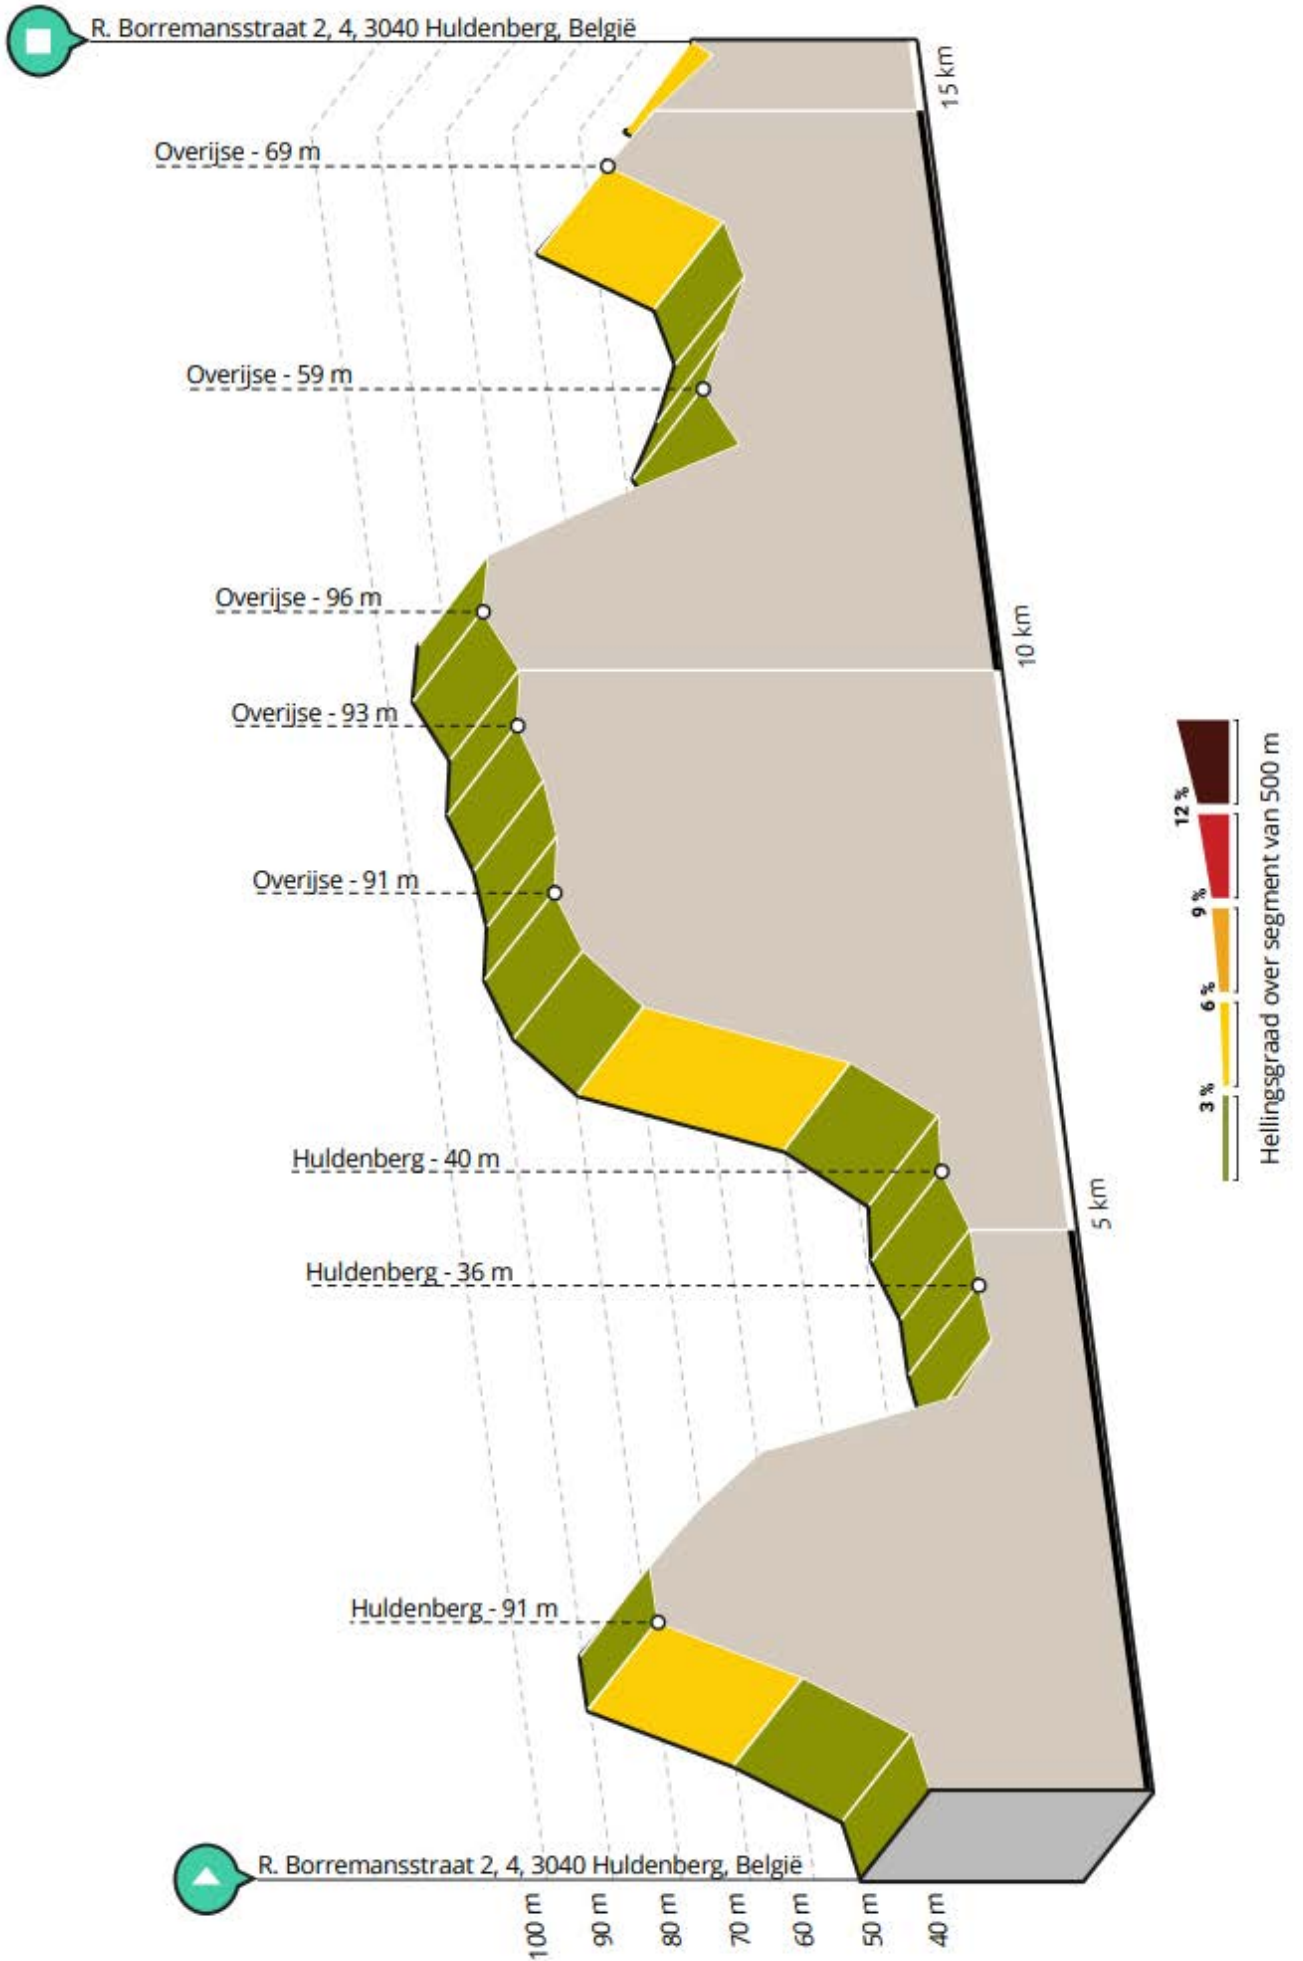 R. Borremansstraat 2, 4, 3040 Huldenberg, België
Overijse - 69 m
Overijse - 59 m
Overijse - 96 m
Overijse - 93 m
Overijse - 91 m
Huldenberg - 40 m
Huldenberg - 36 m
Huldenberg - 91 m
R. Borremansstraat 2, 4, 3040 Huldenberg, België
100 m
90 m
80 m
70 m
60 m
50 m
40 m
5 km
10 km
15 km
3 %
6 %
9 %
12 %
Hellingsgraad over segment van 500 m